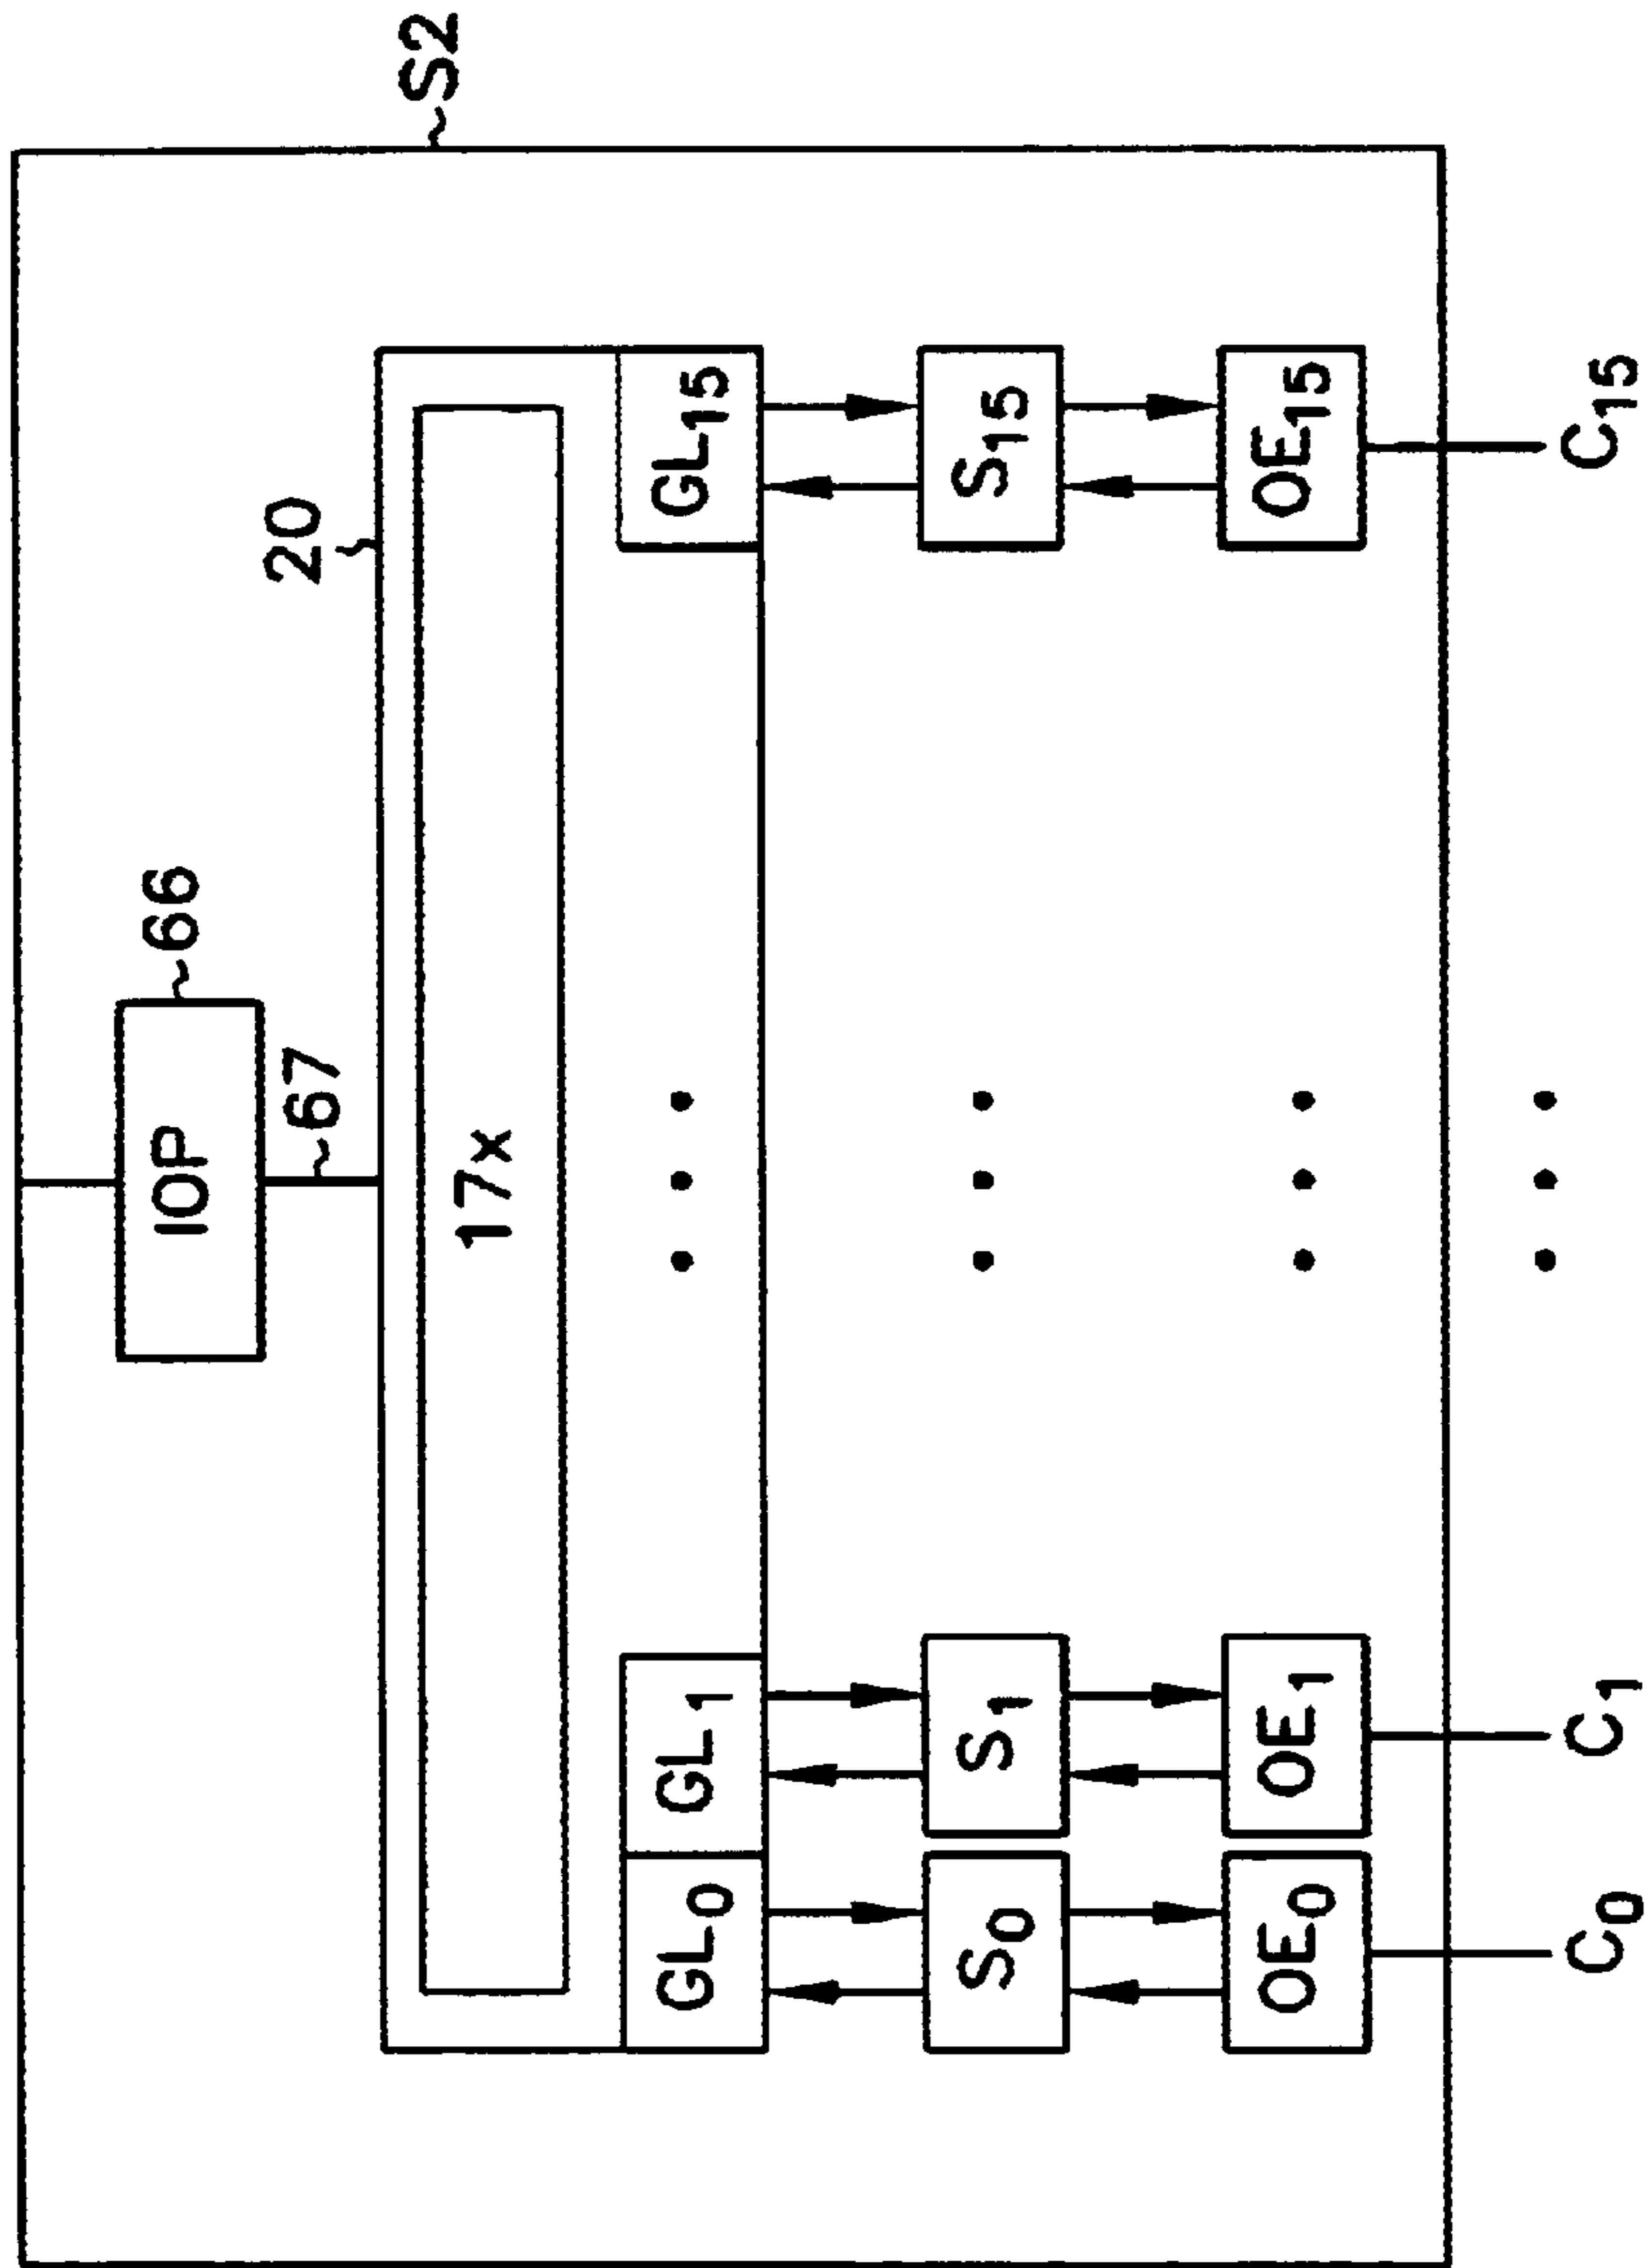 S2
IOP
66
67
20
17x
GL₀
GL₁
GL₁₅
S₀
S₁
S₁₅
OE₀
OE₁
OE₁₅
C₀
C₁
C₁₅